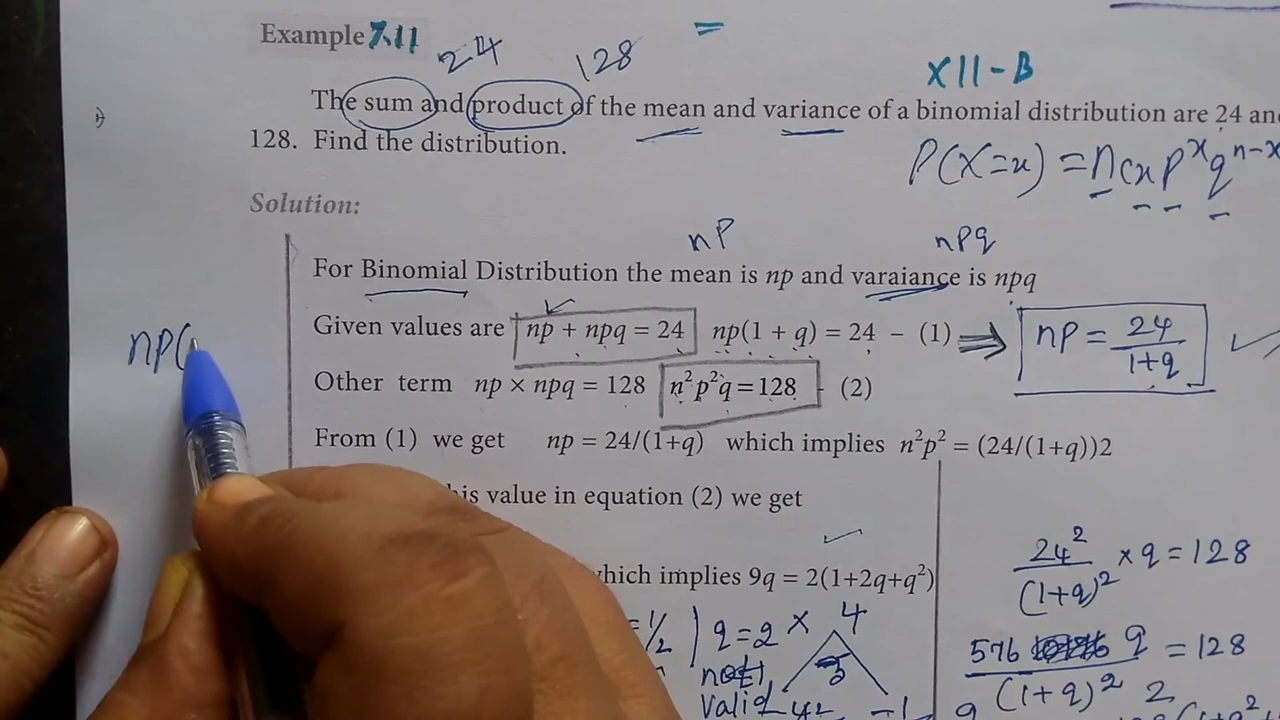 Example 7.11
24 128
XII - B
The sum and product of the mean and variance of a binomial distribution are 24 an
128. Find the distribution.
P(X=x) = ncx p^x q^n-x
Solution:
np npq
For Binomial Distribution the mean is np and varaiance is npq
Given values are np + npq = 24 np(1 + q) = 24 – (1) ⇒ np = 24/1+q
np(
Other term np × npq = 128 n²p²q = 128 - (2)
From (1) we get np = 24/(1+q) which implies n²p² = (24/(1+q))2
his value in equation (2) we get
24²/(1+q)² × q = 128
hich implies 9q = 2(1+2q+q²)
=1/2 | q = 2 × 4
576 q/(1+q)² = 128
not
valid
-1
2
9